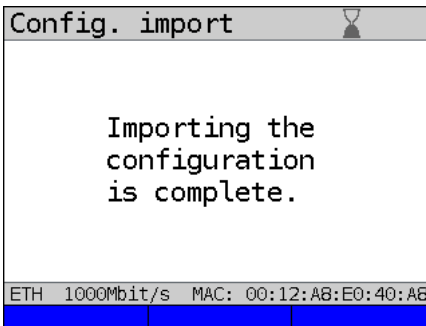 Config. import
Importing the
configuration
is complete.
ETH 1000Mbit/s MAC: 00:12:A8:E0:40:A8